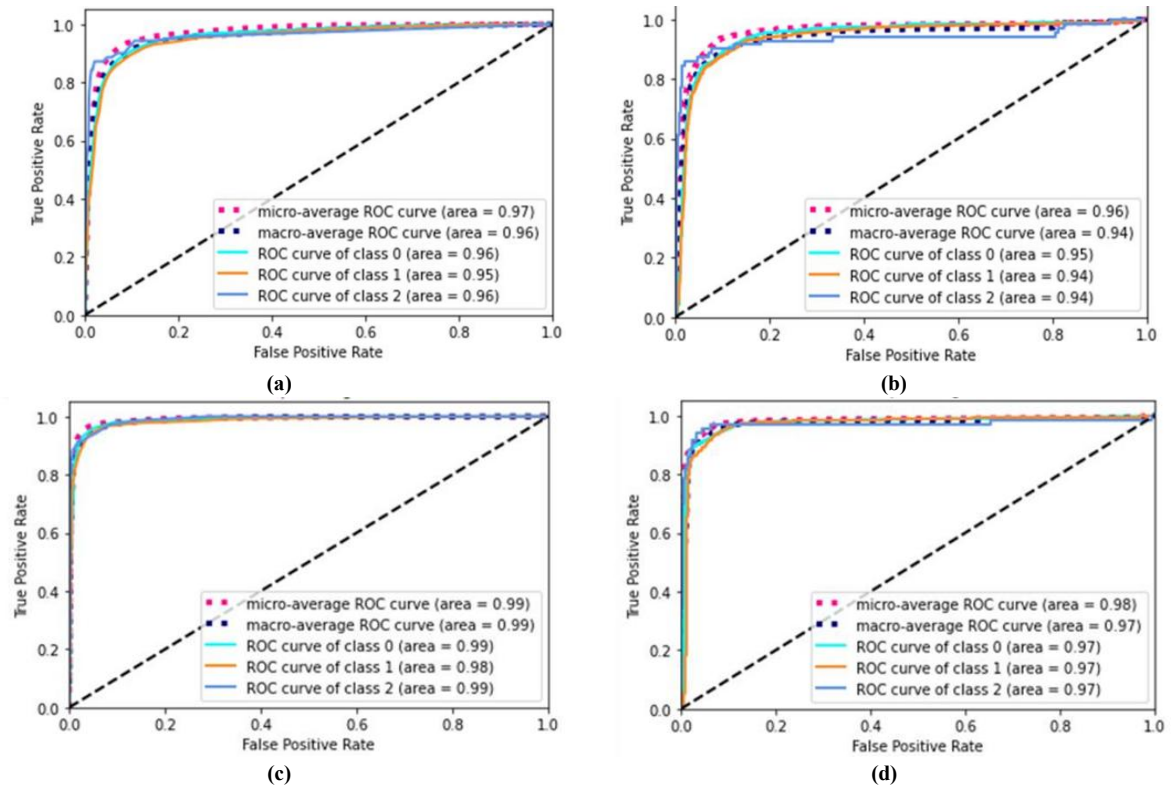 1.0
0.8
0.6
0.4
0.2
0.0
True Positive Rate
micro-average ROC curve (area = 0.97)
macro-average ROC curve (area = 0.96)
ROC curve of class 0 (area = 0.96)
ROC curve of class 1 (area = 0.95)
ROC curve of class 2 (area = 0.96)
0.0 0.2 0.4 0.6 0.8 1.0
False Positive Rate
(a)
1.0
0.8
0.6
0.4
0.2
0.0
True Positive Rate
micro-average ROC curve (area = 0.96)
macro-average ROC curve (area = 0.94)
ROC curve of class 0 (area = 0.95)
ROC curve of class 1 (area = 0.94)
ROC curve of class 2 (area = 0.94)
0.0 0.2 0.4 0.6 0.8 1.0
False Positive Rate
(b)
1.0
0.8
0.6
0.4
0.2
0.0
True Positive Rate
micro-average ROC curve (area = 0.99)
macro-average ROC curve (area = 0.99)
ROC curve of class 0 (area = 0.99)
ROC curve of class 1 (area = 0.98)
ROC curve of class 2 (area = 0.99)
0.0 0.2 0.4 0.6 0.8 1.0
False Positive Rate
(c)
1.0
0.8
0.6
0.4
0.2
0.0
True Positive Rate
micro-average ROC curve (area = 0.98)
macro-average ROC curve (area = 0.97)
ROC curve of class 0 (area = 0.97)
ROC curve of class 1 (area = 0.97)
ROC curve of class 2 (area = 0.97)
0.0 0.2 0.4 0.6 0.8 1.0
False Positive Rate
(d)